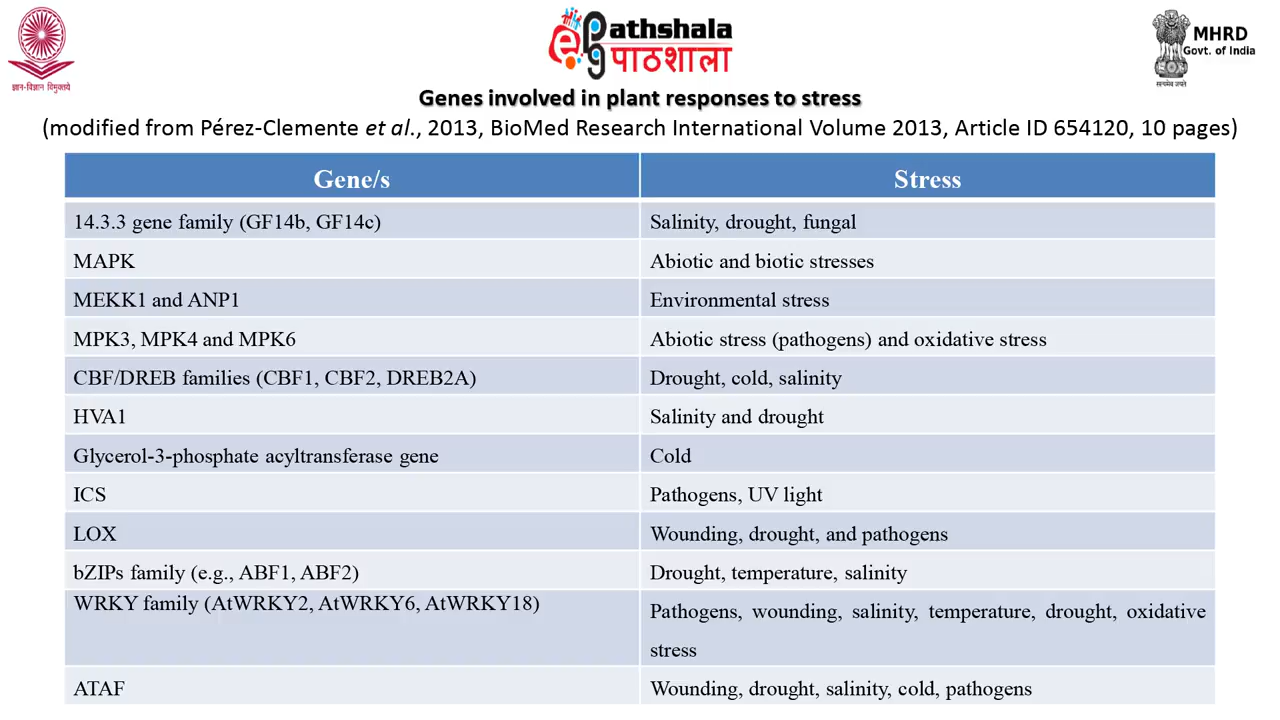 ज्ञान-विज्ञान विमुक्तये
ePG
athshala
पाठशाला
MHRD
Govt. of India
सत्यमेव जयते
Genes involved in plant responses to stress
(modified from Pérez-Clemente et al., 2013, BioMed Research International Volume 2013, Article ID 654120, 10 pages)
Gene/s Stress
14.3.3 gene family (GF14b, GF14c) Salinity, drought, fungal
MAPK Abiotic and biotic stresses
MEKK1 and ANP1 Environmental stress
MPK3, MPK4 and MPK6 Abiotic stress (pathogens) and oxidative stress
CBF/DREB families (CBF1, CBF2, DREB2A) Drought, cold, salinity
HVA1 Salinity and drought
Glycerol-3-phosphate acyltransferase gene Cold
ICS Pathogens, UV light
LOX Wounding, drought, and pathogens
bZIPs family (e.g., ABF1, ABF2) Drought, temperature, salinity
WRKY family (AtWRKY2, AtWRKY6, AtWRKY18) Pathogens, wounding, salinity, temperature, drought, oxidative
stress
ATAF Wounding, drought, salinity, cold, pathogens